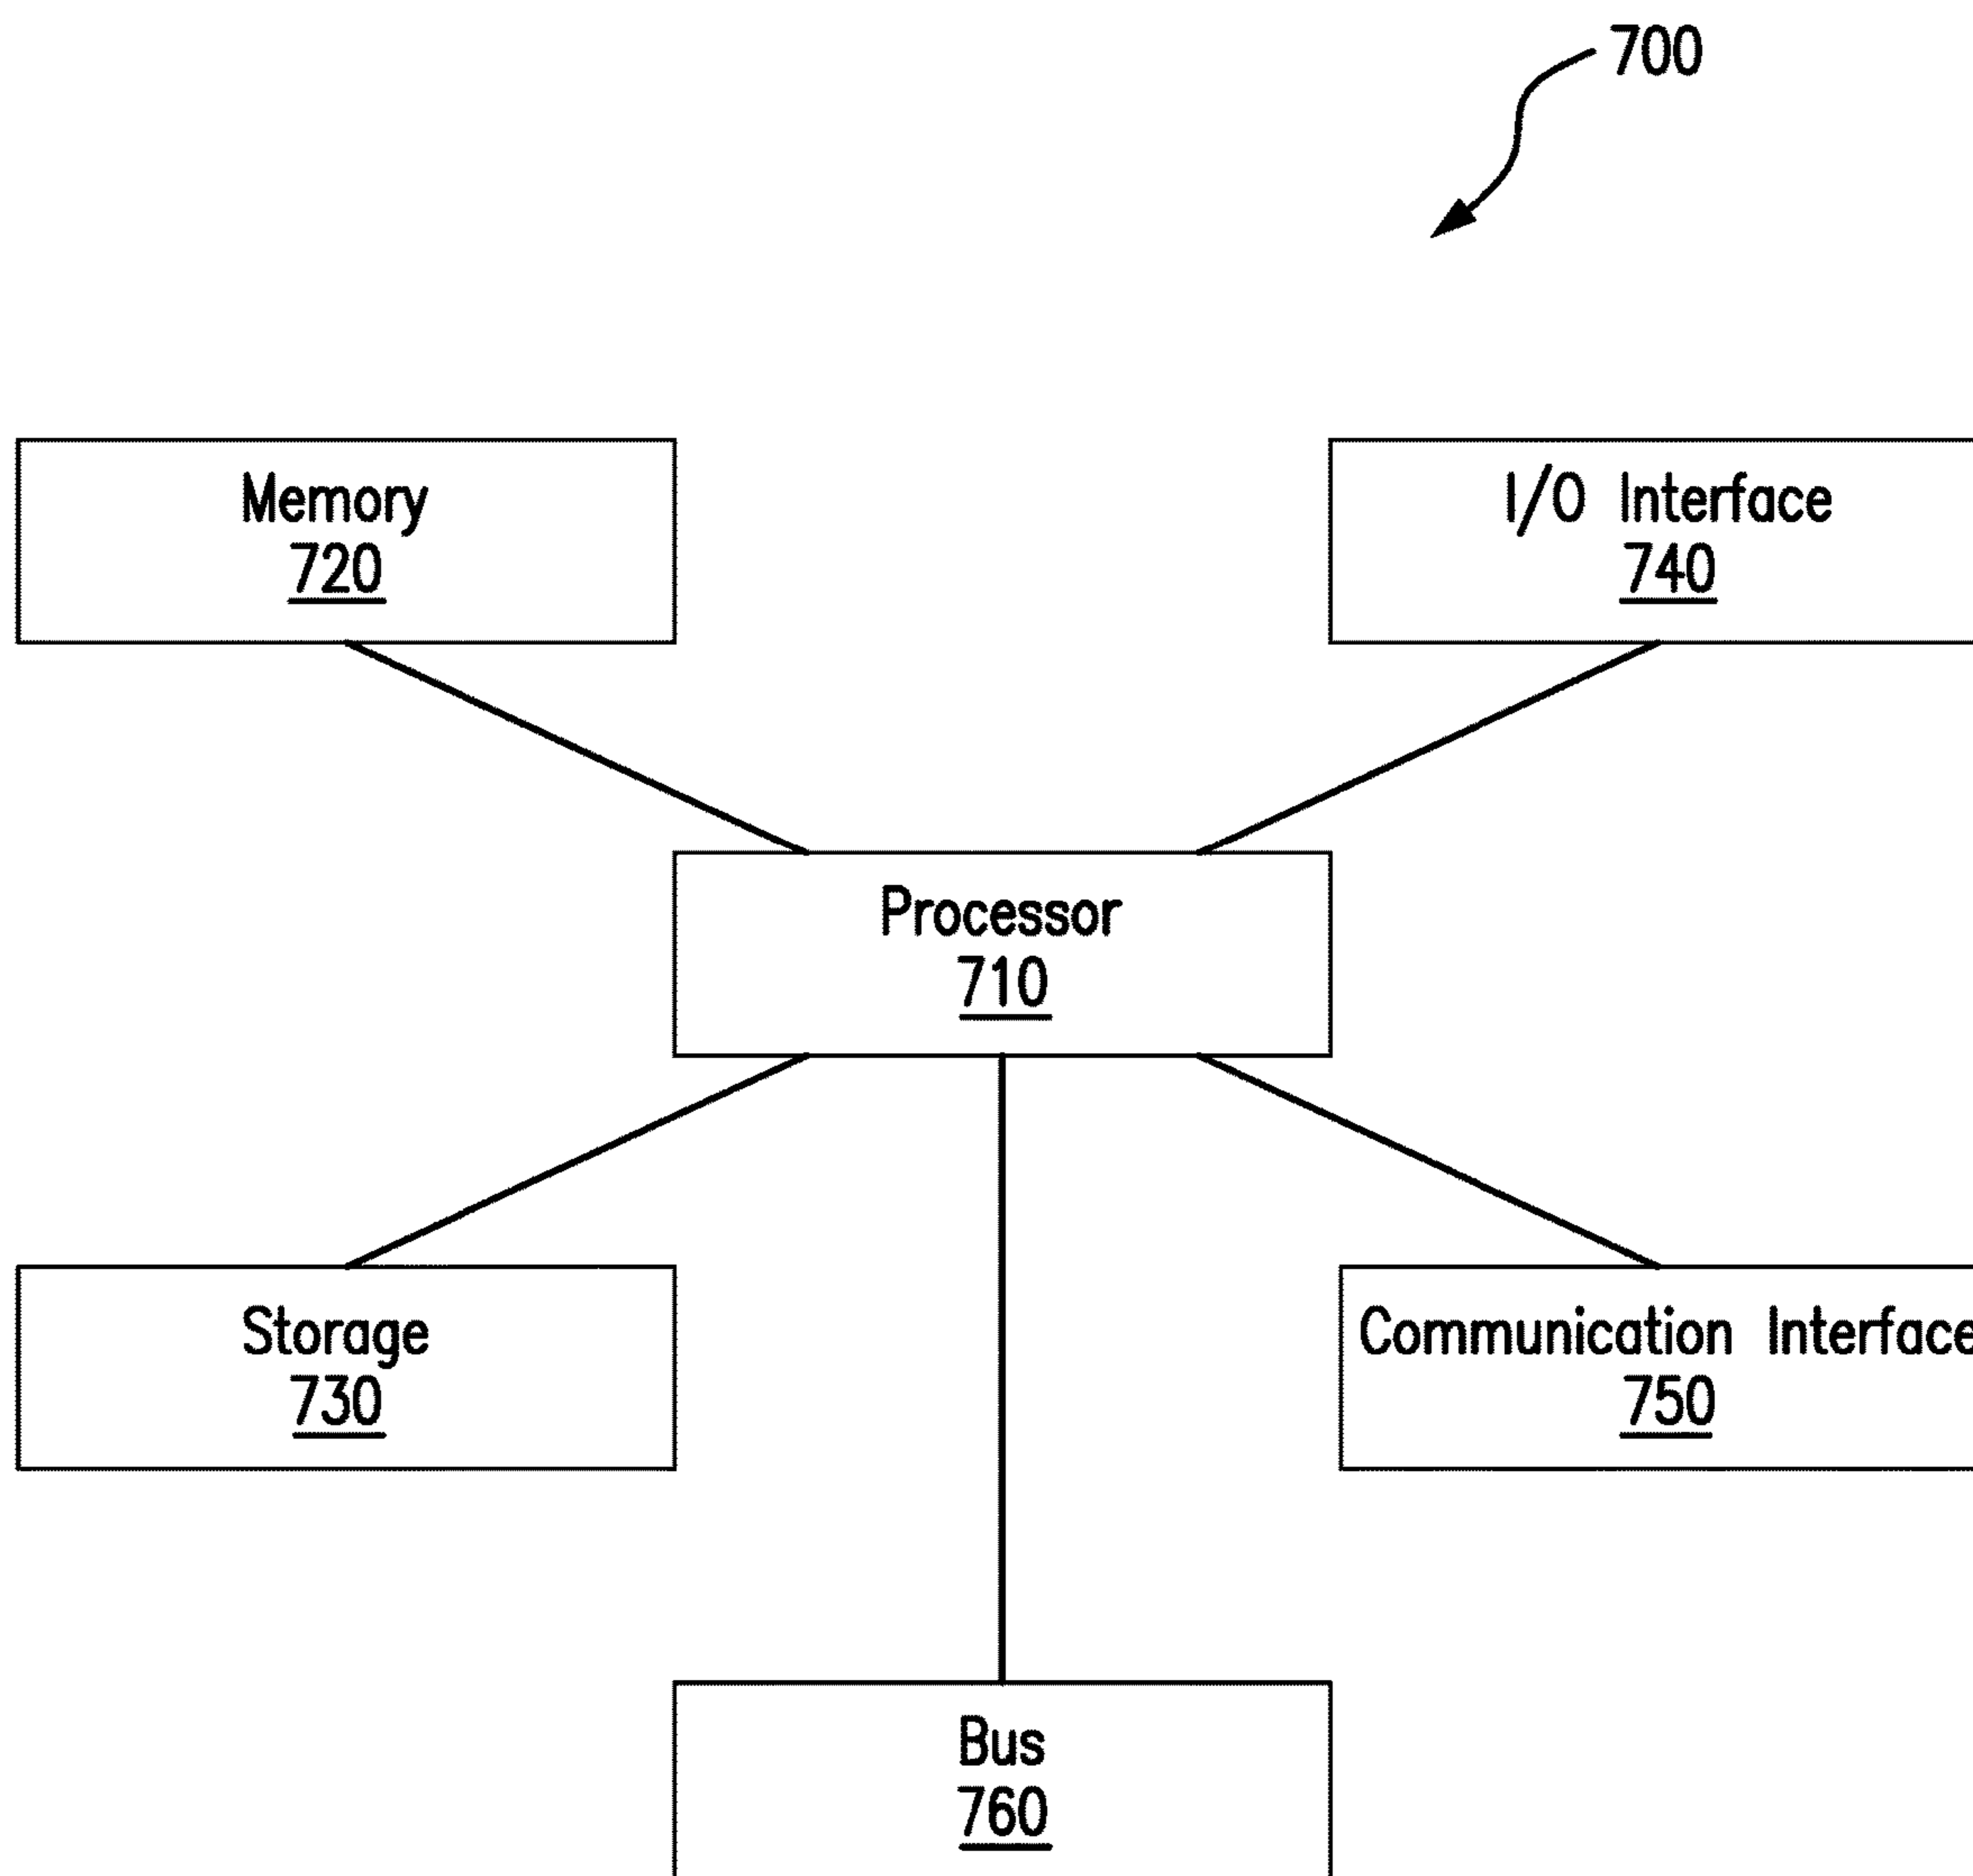 700
Memory
720
I/O Interface
740
Processor
710
Storage
730
Communication Interface
750
Bus
760